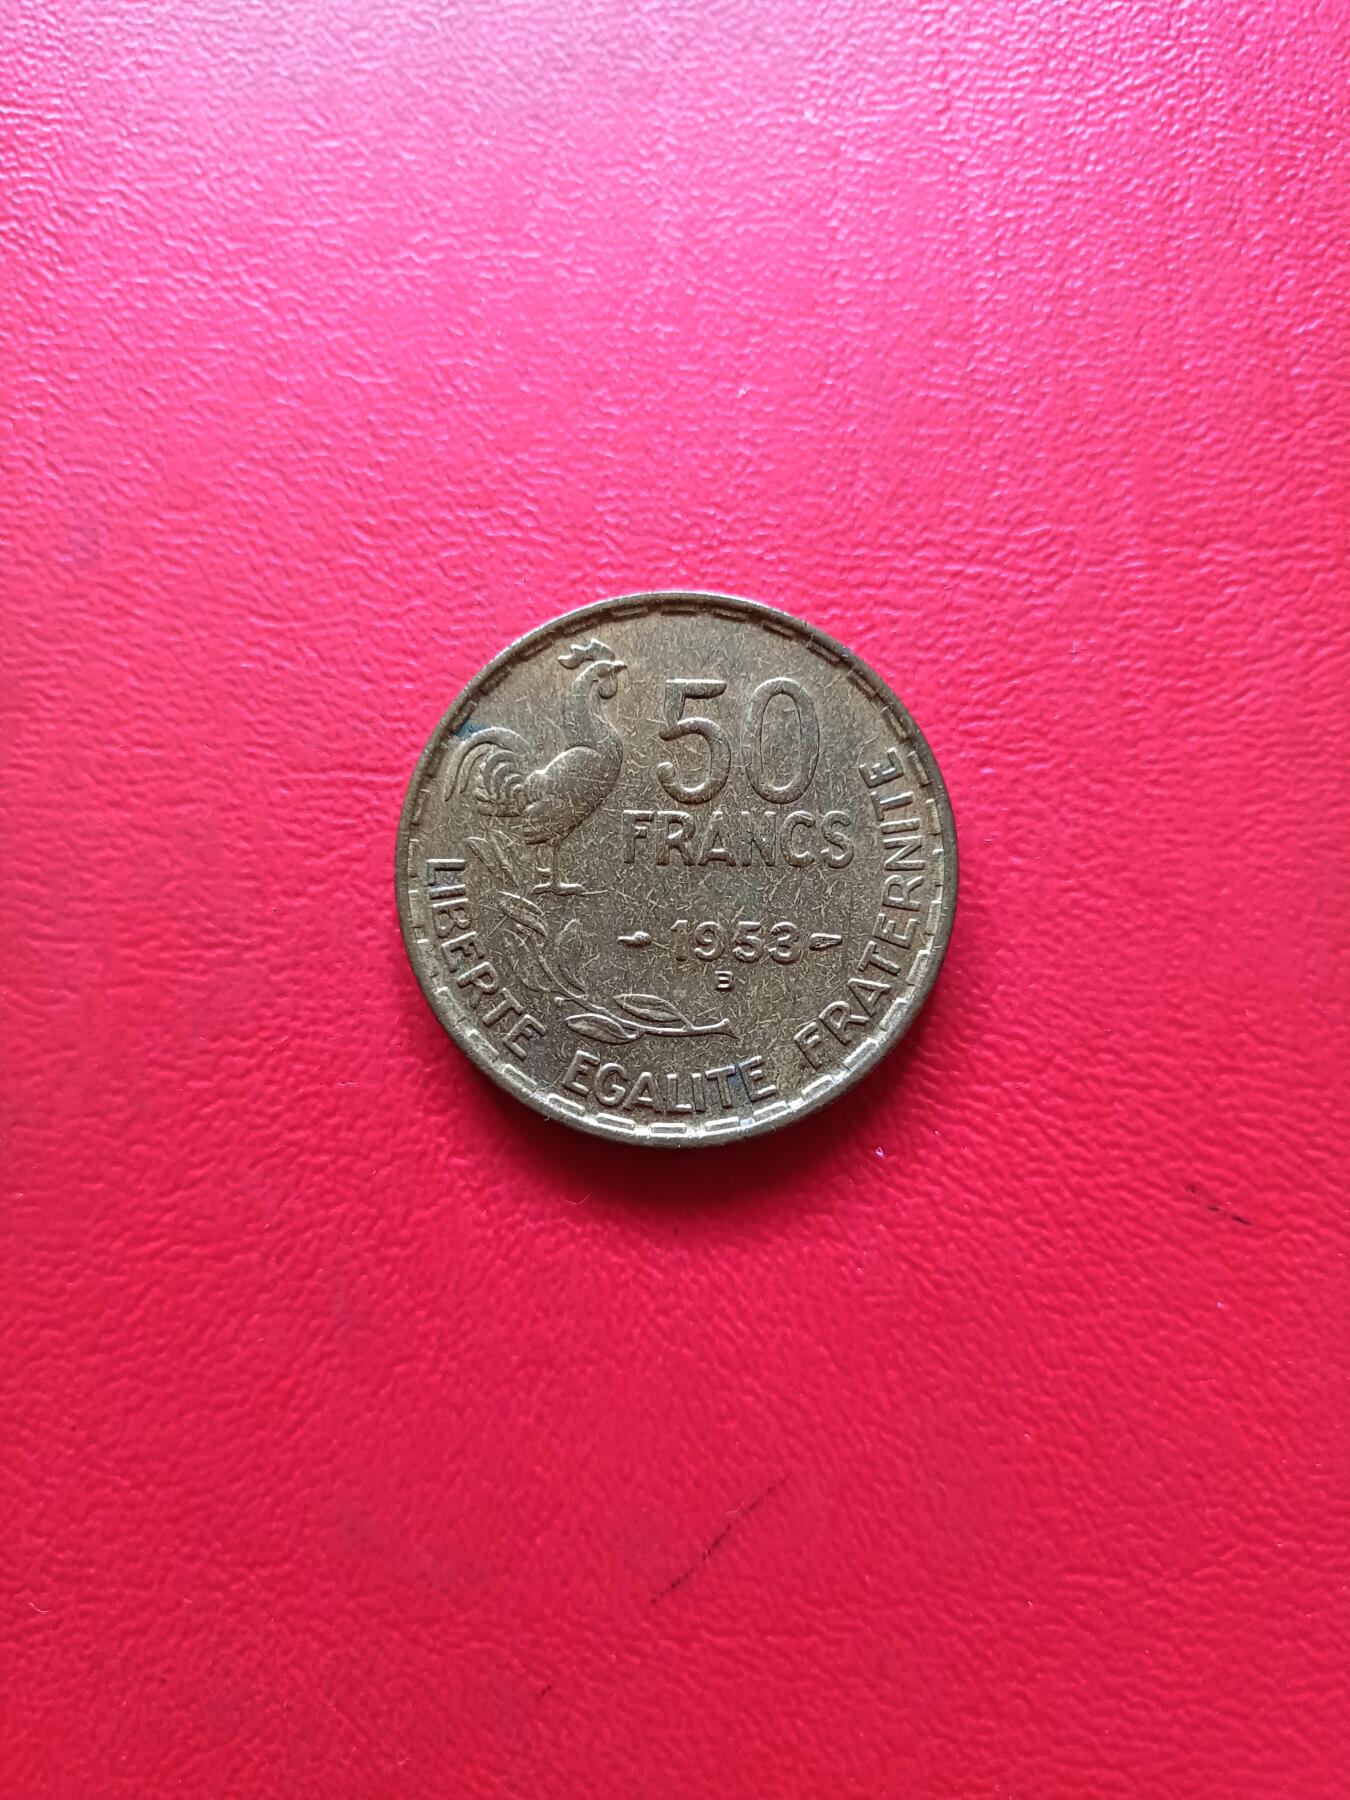 50
FRANCS
1953
B
LIBERTE EGALITE FRATERNITE